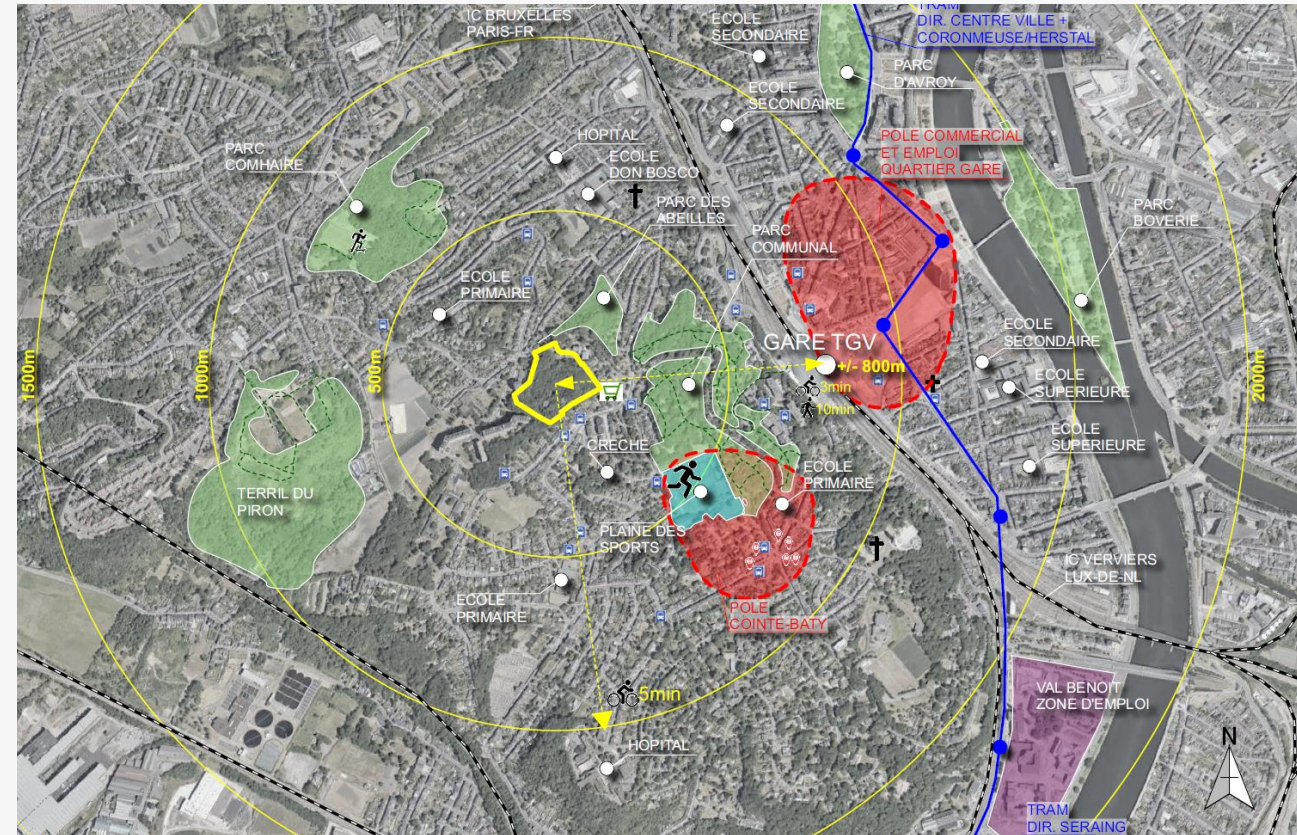 IC BRUXELLES
PARIS-FR
ECOLE
SECONDAIRE
TRAM
DIR. CENTRE VILLE +
CORONMEUSE/HERSTAL
PARC
D'AVROY
ECOLE
SECONDAIRE
POLE COMMERCIAL
ET EMPLOI
QUARTIER GARE
HOPITAL
PARC
COMHAIRE
ECOLE
DON BOSCO
PARC DES
ABEILLES
PARC
COMMUNAL
PARC
BOVERIE
ECOLE
PRIMAIRE
ECOLE
SECONDAIRE
GARE TGV
+/- 800m
3min
10min
1500m
1000m
500m
2000m
ECOLE
SUPERIEURE
ECOLE
SUPERIEURE
CRECHE
ECOLE
PRIMAIRE
TERRIL DU
PIRON
PLAINE DES
SPORTS
IC VERVIERS
LUX-DE-NL
ECOLE
PRIMAIRE
POLE
COINTE-BATY
5min
VAL BENOIT
ZONE D'EMPLOI
HOPITAL
N
TRAM
DIR. SERAING